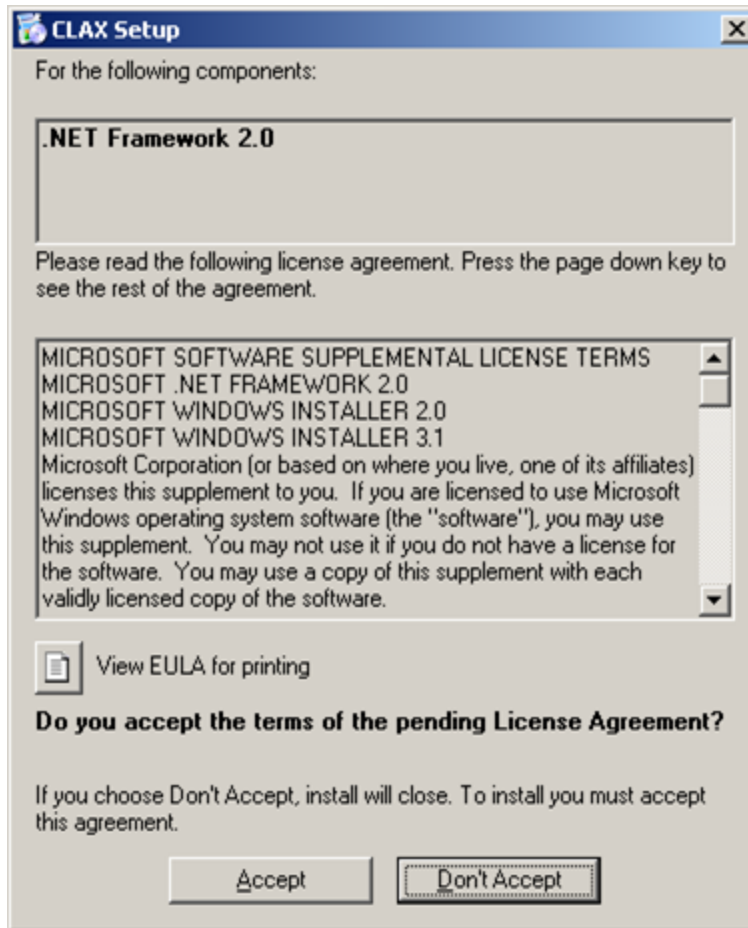 CLAX Setup
For the following components:
.NET Framework 2.0
Please read the following license agreement. Press the page down key to
see the rest of the agreement.
MICROSOFT SOFTWARE SUPPLEMENTAL LICENSE TERMS
MICROSOFT .NET FRAMEWORK 2.0
MICROSOFT WINDOWS INSTALLER 2.0
MICROSOFT WINDOWS INSTALLER 3.1
Microsoft Corporation (or based on where you live, one of its affiliates)
licenses this supplement to you.  If you are licensed to use Microsoft
Windows operating system software (the "software"), you may use
this supplement.  You may not use it if you do not have a license for
the software.  You may use a copy of this supplement with each
validly licensed copy of the software.
View EULA for printing
Do you accept the terms of the pending License Agreement?
If you choose Don't Accept, install will close. To install you must accept
this agreement.
Accept
Don't Accept